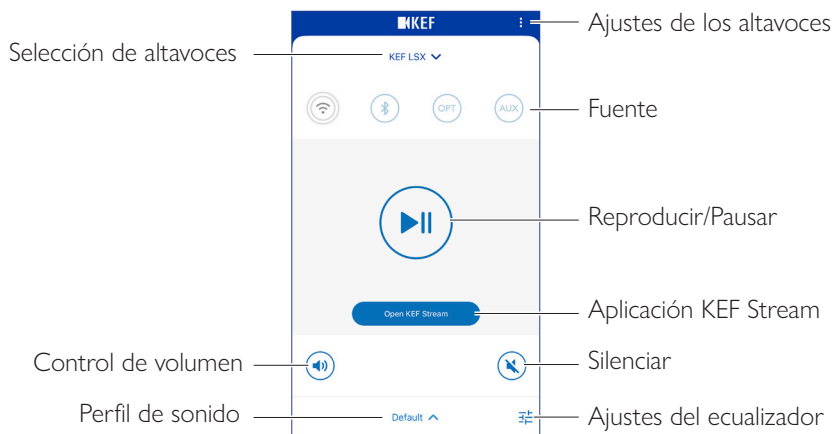 KEF
Ajustes de los altavoces
Selección de altavoces
KEF LSX
OPT
AUX
Fuente
Reproducir/Pausar
Open KEF Stream
Aplicación KEF Stream
Control de volumen
Silenciar
Perfil de sonido
Default
Ajustes del ecualizador